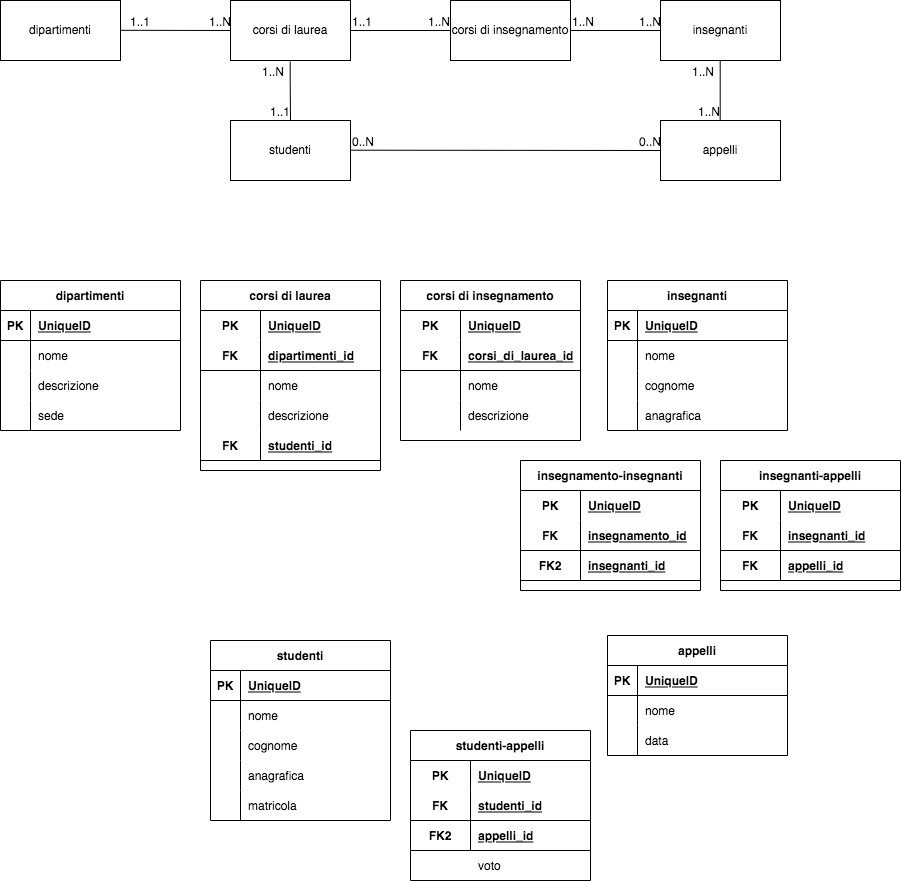 1..1 1..N 1..1 1..N 1..N 1..N
dipartimenti corsi di laurea corsi di insegnamento insegnanti
1..N 1..N
1..1 1..N
studenti 0..N 0..N appelli
dipartimenti
PK UniqueID
nome
descrizione
sede
corsi di laurea
PK UniqueID
FK dipartimenti_id
nome
descrizione
FK studenti_id
corsi di insegnamento
PK UniqueID
FK corsi_di_laurea_id
nome
descrizione
insegnanti
PK UniqueID
nome
cognome
anagrafica
insegnamento-insegnanti
PK UniqueID
FK insegnamento_id
FK2 insegnanti_id
insegnanti-appelli
PK UniqueID
FK insegnanti_id
FK appelli_id
studenti
PK UniqueID
nome
cognome
anagrafica
matricola
studenti-appelli
PK UniqueID
FK studenti_id
FK2 appelli_id
voto
appelli
PK UniqueID
nome
data